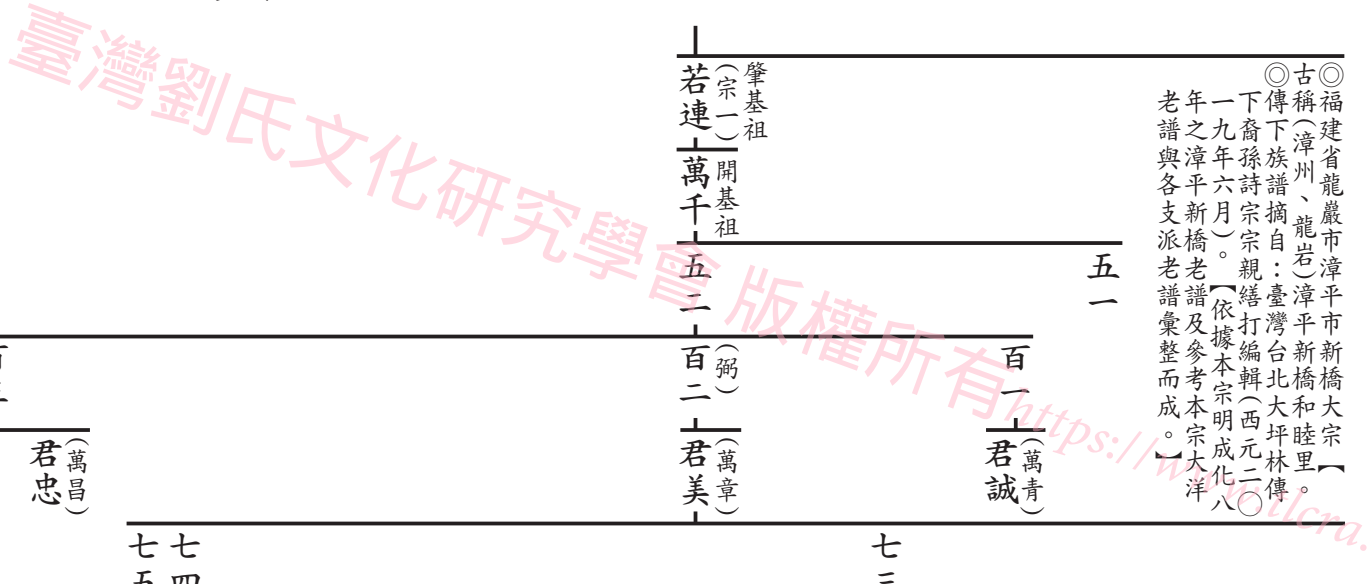 ◎福建省龍巖市漳平市新橋大宗【
古稱(漳州、龍岩)漳平新橋和睦里。
◎傳下族譜摘自:臺灣台北大坪林傳
下裔孫詩宗宗親繕打編輯(西元二〇
一九年六月)。【依據本宗明成化八
年之漳平新橋老譜及參考本宗大洋
老譜與各支派老譜彙整而成。】
肇基祖
(宗一)
若連
開基祖
萬千
五一
五二
百一
(弼)
百二
(萬青)
君誠
(萬章)
君美
(萬昌)
君忠
七三
七四
七五
臺灣劉氏文化研究學會 版權所有 https://www.tlcra.